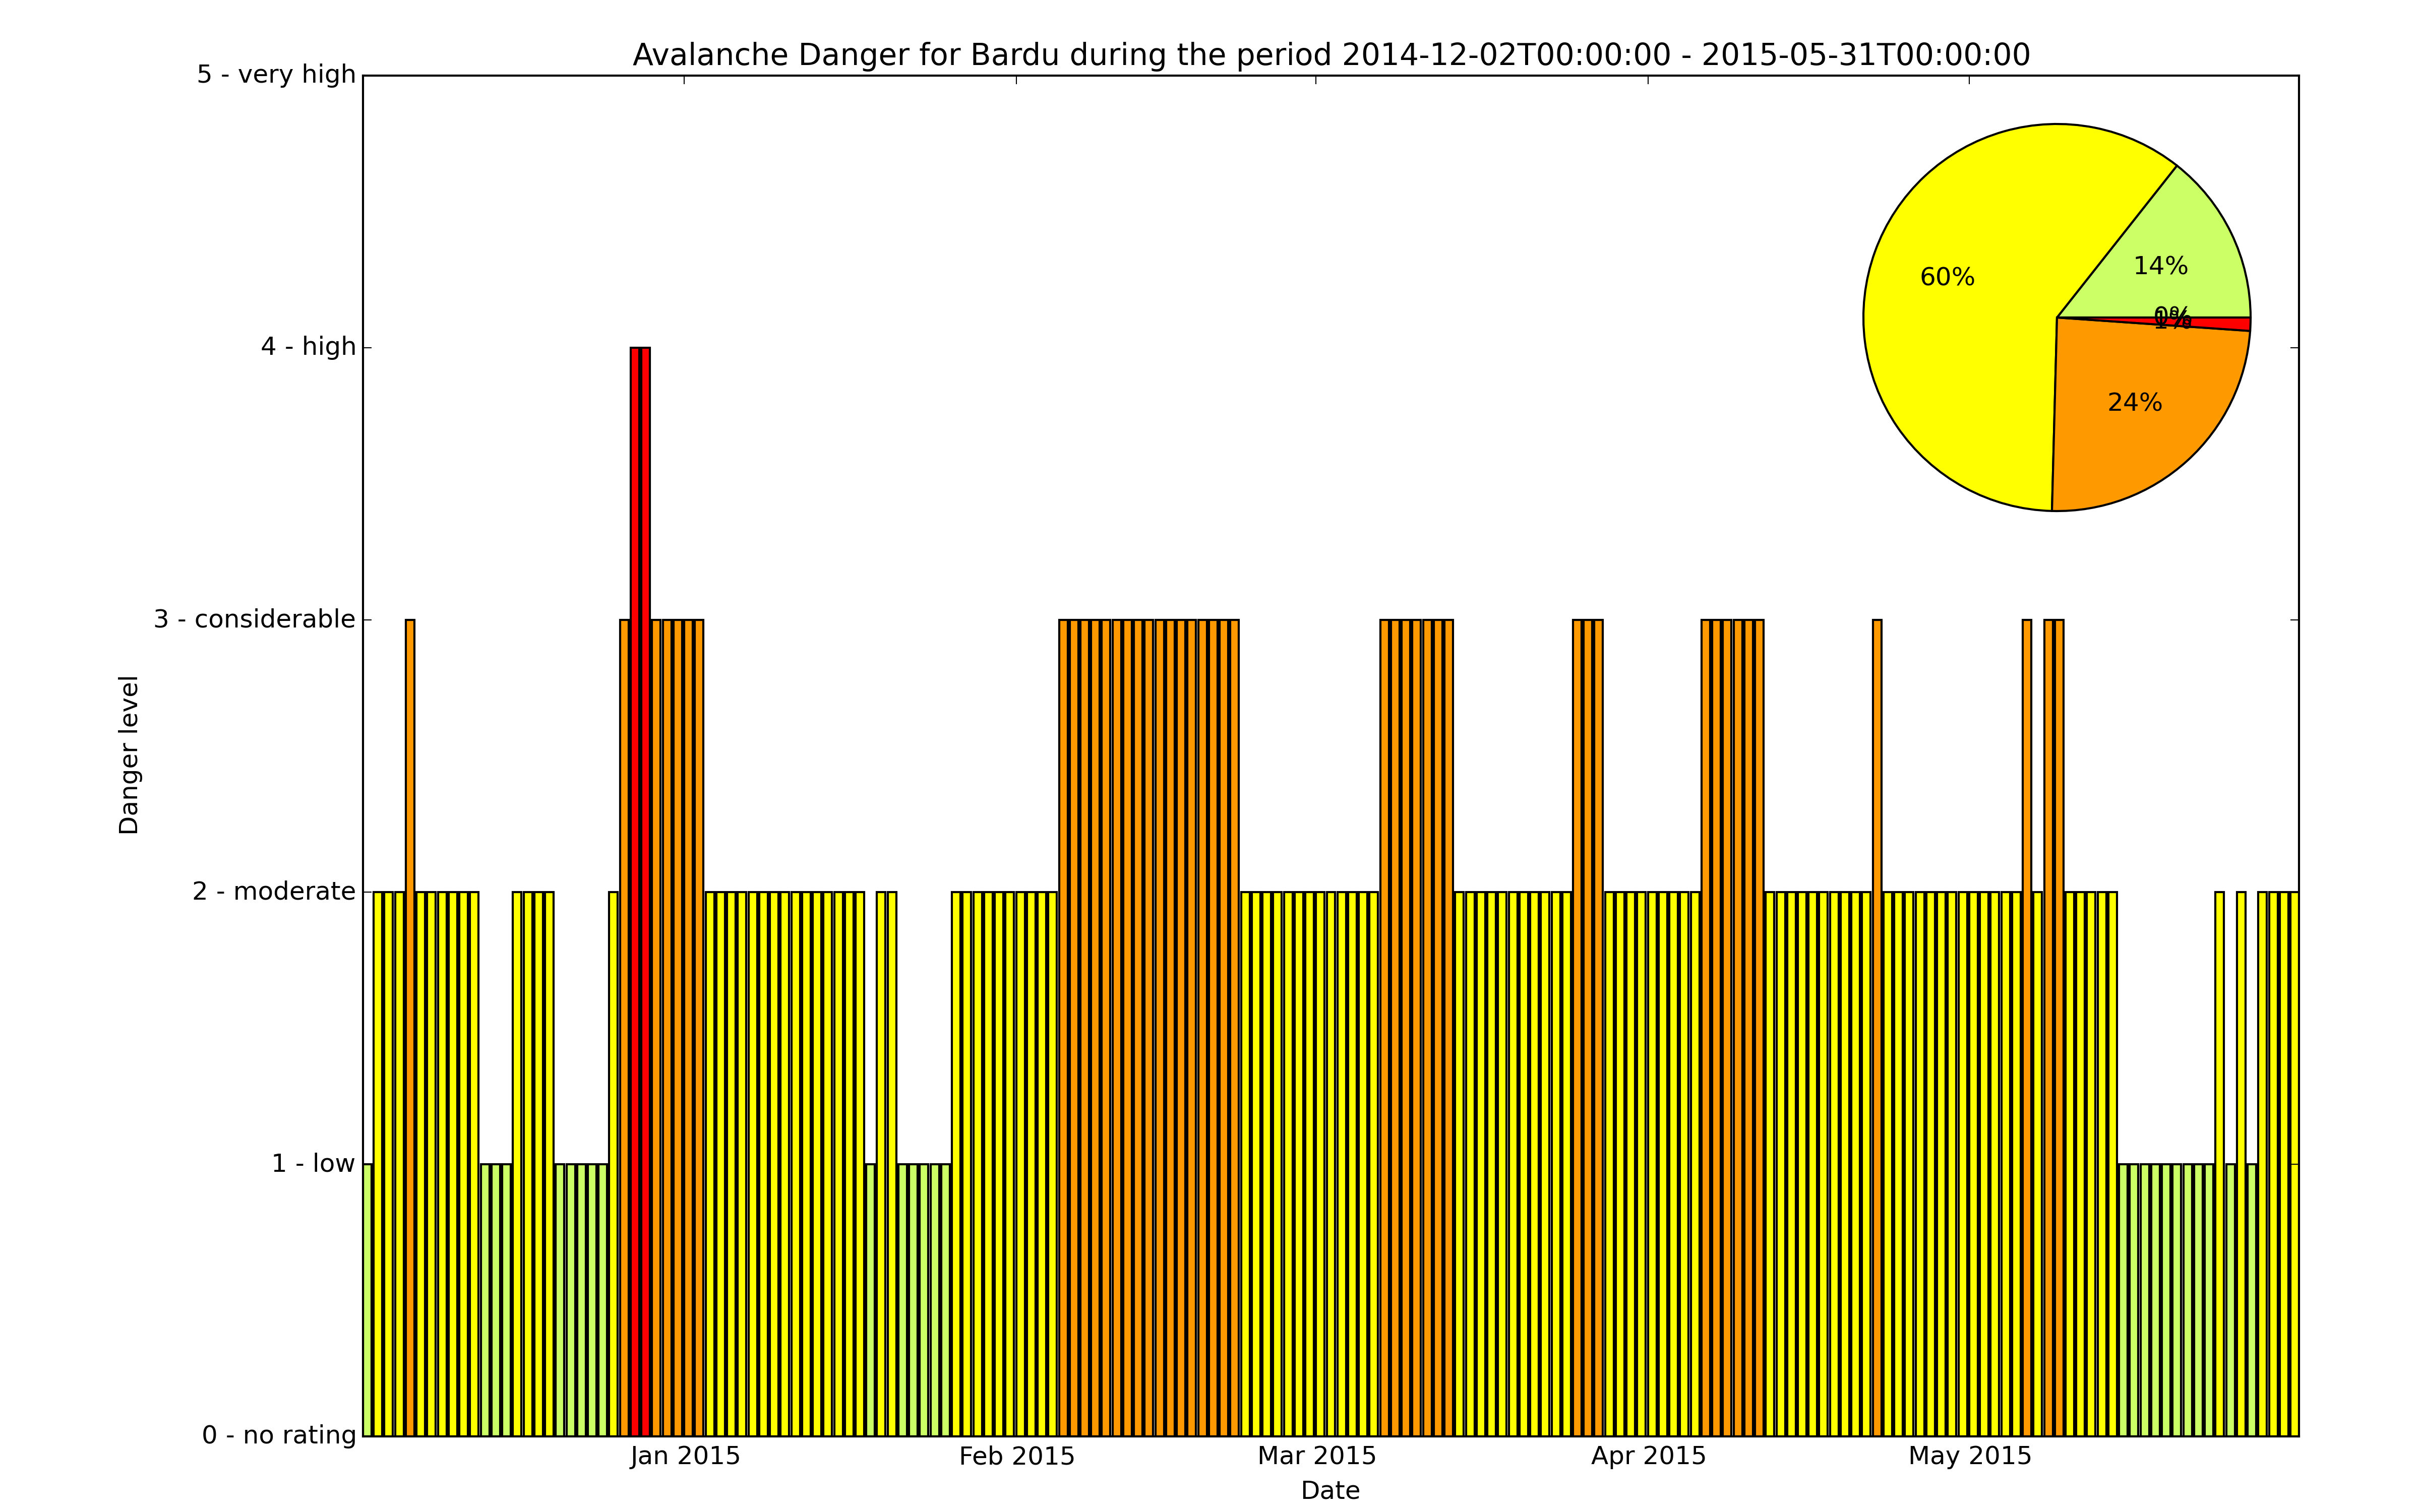 Avalanche Danger for Bardu during the period 2014-12-02T00:00:00 - 2015-05-31T00:00:00
5 - very high
4 - high
3 - considerable
2 - moderate
1 - low
0 - no rating
Danger level
60%
14%
0%
1%
24%
Jan 2015
Feb 2015
Mar 2015
Apr 2015
May 2015
Date